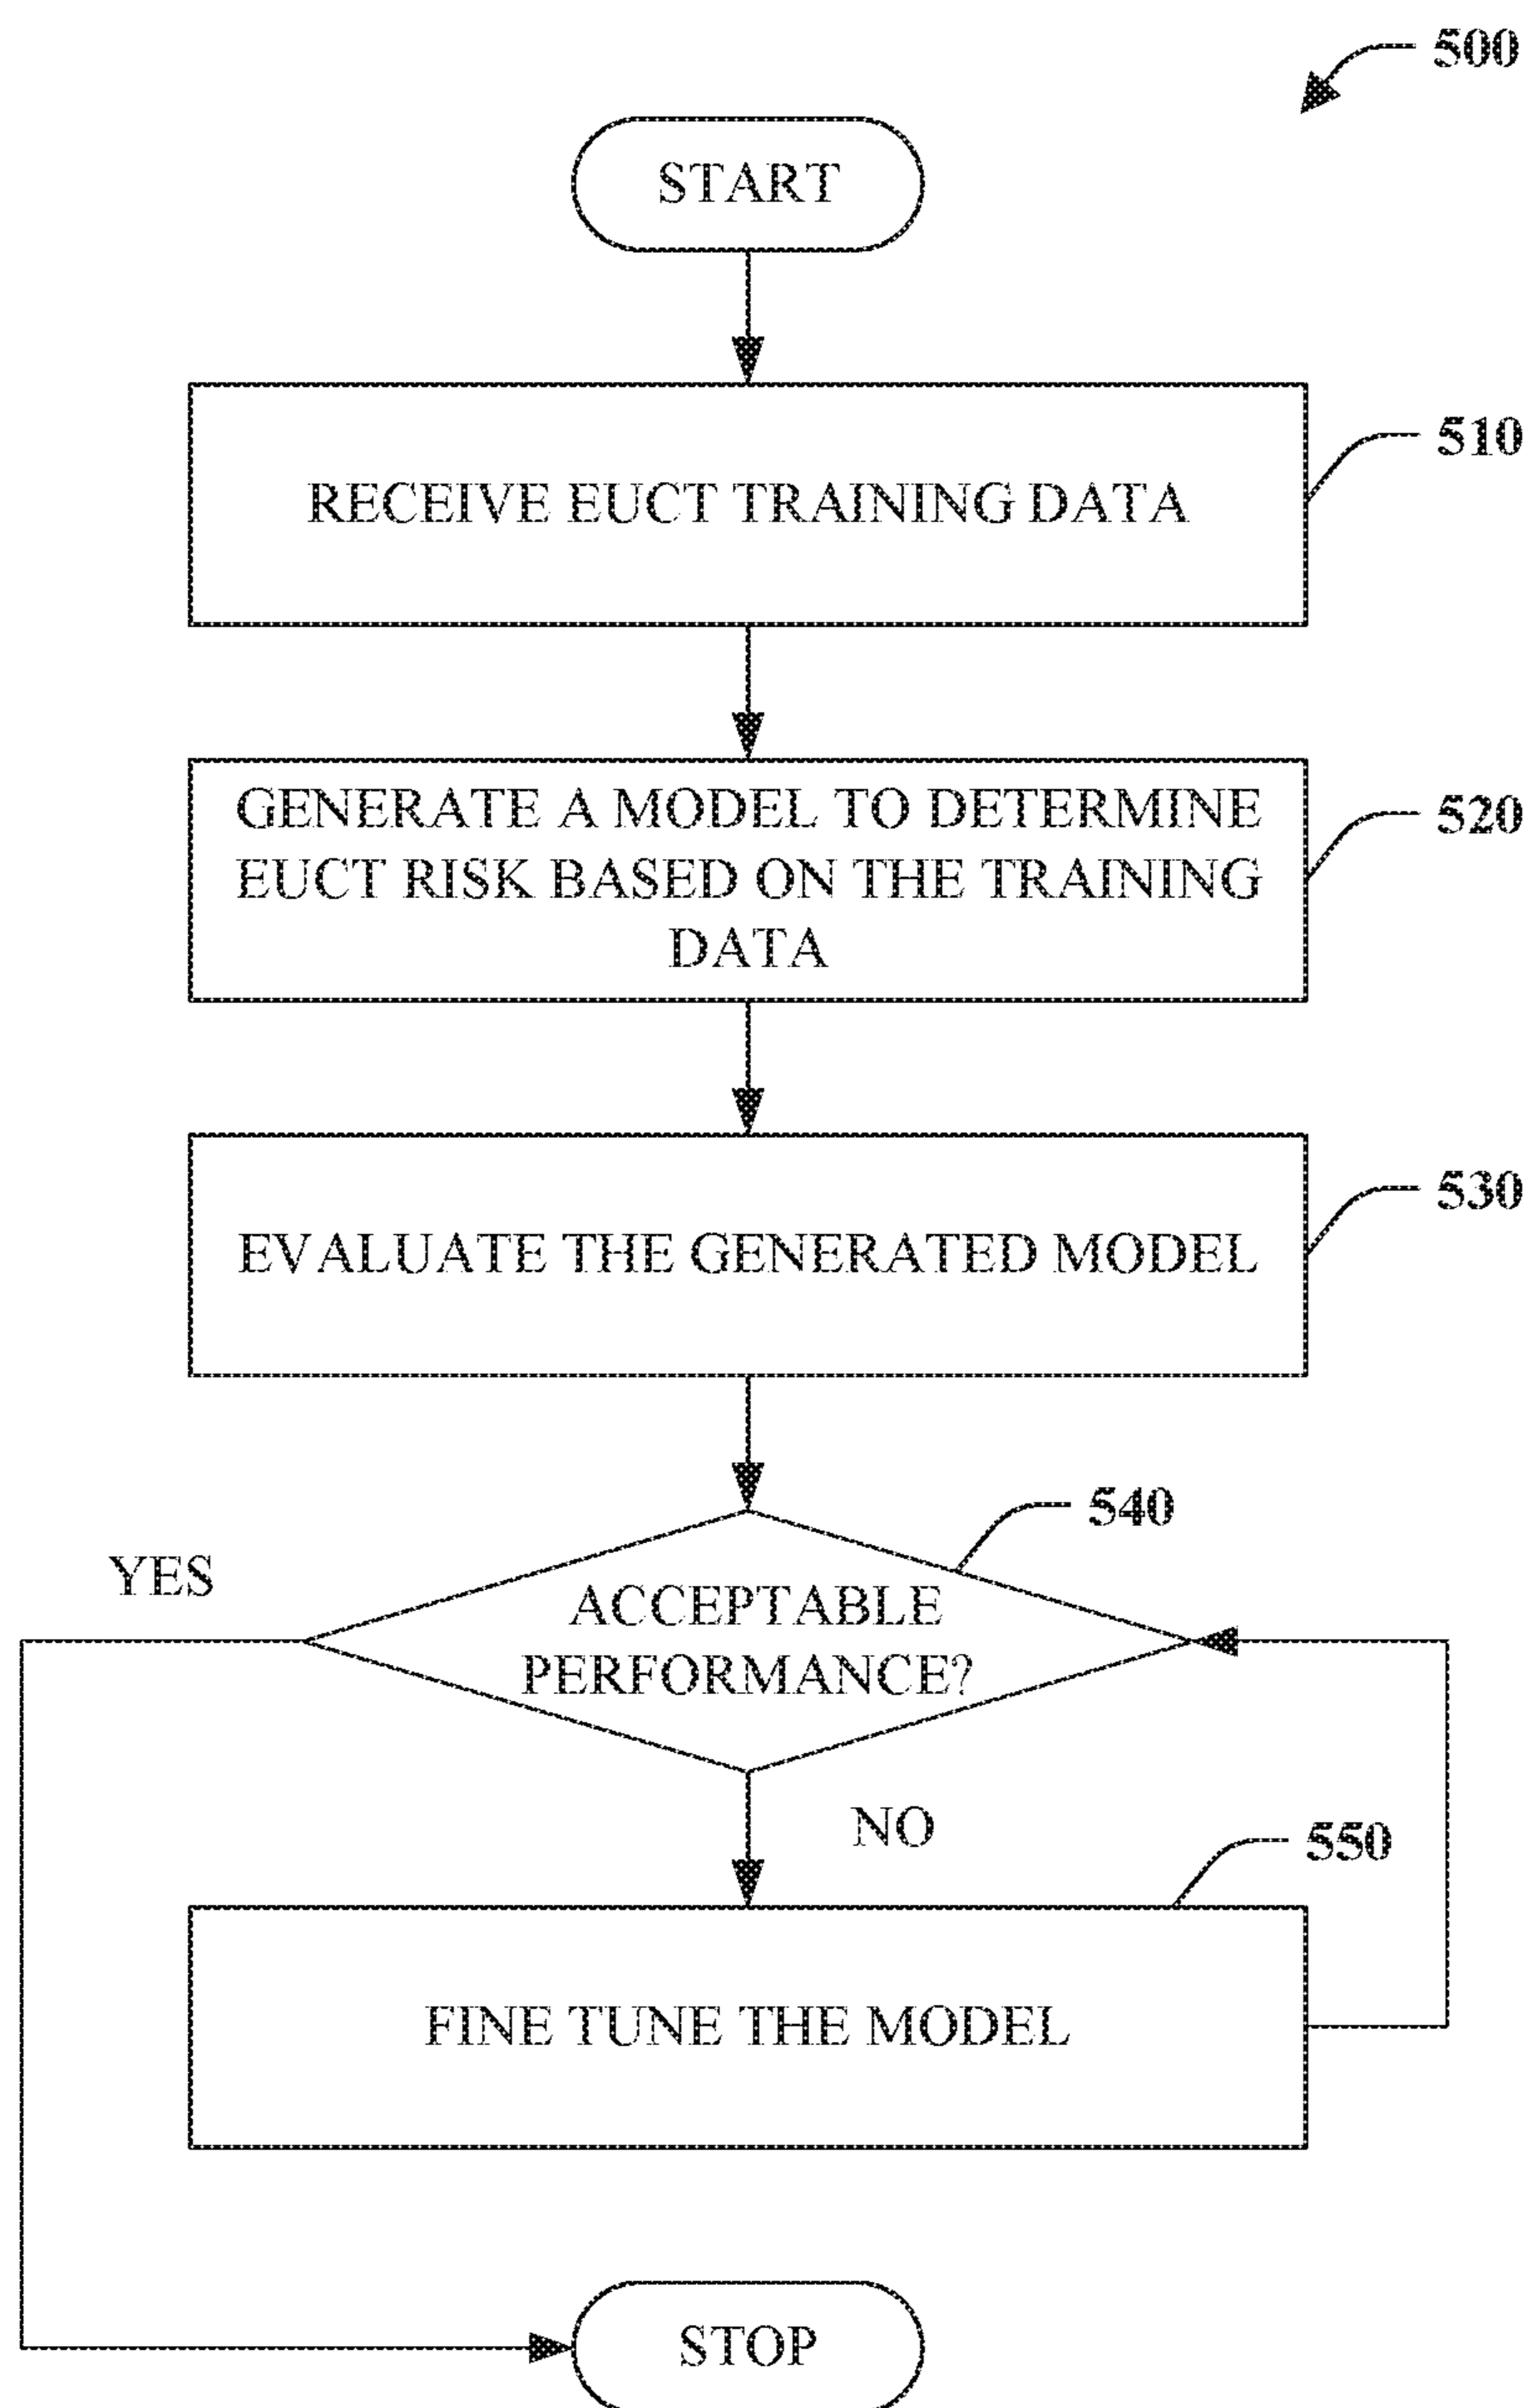 500
START
RECEIVE EUCT TRAINING DATA
510
GENERATE A MODEL TO DETERMINE
EUCT RISK BASED ON THE TRAINING
DATA
520
EVALUATE THE GENERATED MODEL
530
540
YES
ACCEPTABLE
PERFORMANCE?
NO
550
FINE TUNE THE MODEL
STOP